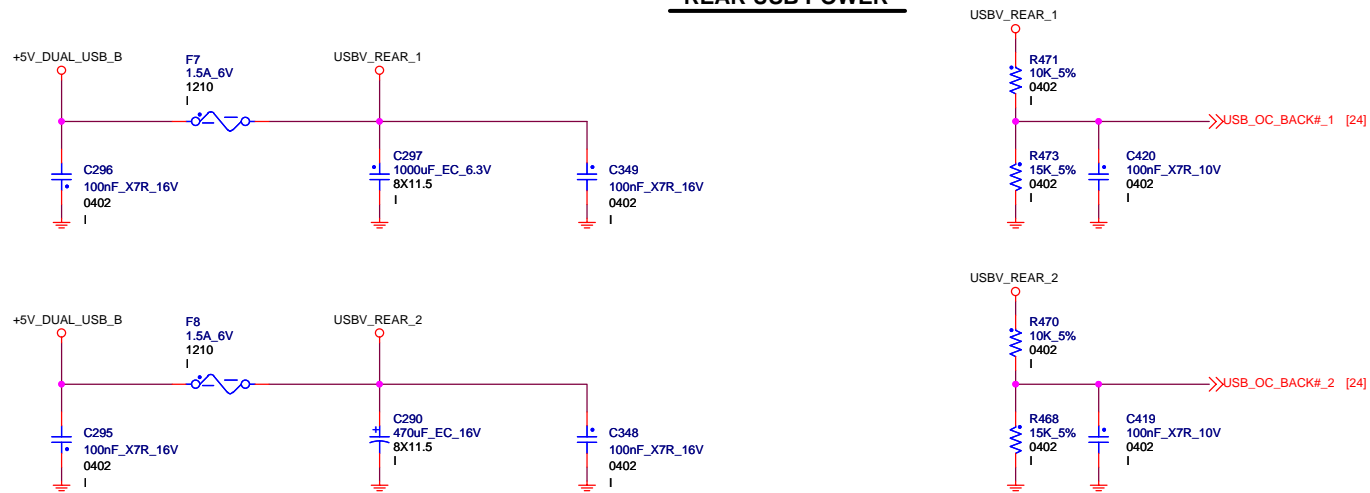 REAR USB POWER
+5V_DUAL_USB_B
F7
1.5A_6V
1210
I
USBV_REAR_1
C296
100nF_X7R_16V
0402
I
C297
1000uF_EC_6.3V
8X11.5
I
C349
100nF_X7R_16V
0402
I
USBV_REAR_1
R471
10K_5%
0402
I
USB_OC_BACK#_1 [24]
R473
15K_5%
0402
I
C420
100nF_X7R_10V
0402
I
+5V_DUAL_USB_B
F8
1.5A_6V
1210
I
USBV_REAR_2
C295
100nF_X7R_16V
0402
I
C290
470uF_EC_16V
8X11.5
I
C348
100nF_X7R_16V
0402
I
USBV_REAR_2
R470
10K_5%
0402
I
USB_OC_BACK#_2 [24]
R468
15K_5%
0402
I
C419
100nF_X7R_10V
0402
I